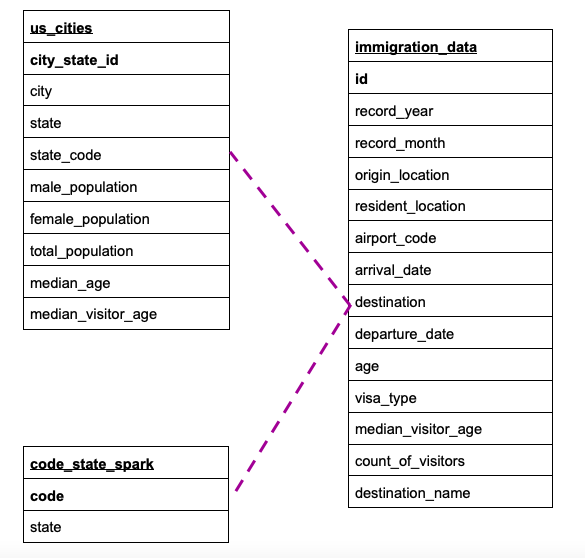 us_cities
city_state_id
city
state
state_code
male_population
female_population
total_population
median_age
median_visitor_age
immigration_data
id
record_year
record_month
origin_location
resident_location
airport_code
arrival_date
destination
departure_date
age
visa_type
median_visitor_age
count_of_visitors
destination_name
code_state_spark
code
state